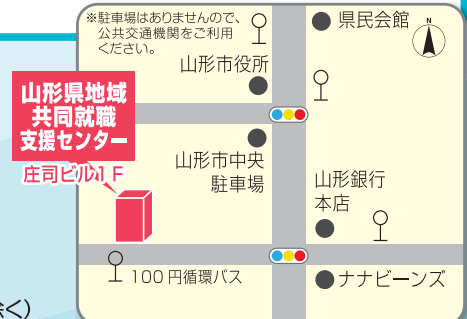 ※駐車場はありませんので、
公共交通機関をご利用
ください。
県民会館
N
山形市役所
山形県地域
共同就職
支援センター
庄司ビル1F
山形市中央
駐車場
山形銀行
本店
100円循環バス
ナナビーンズ
除く)